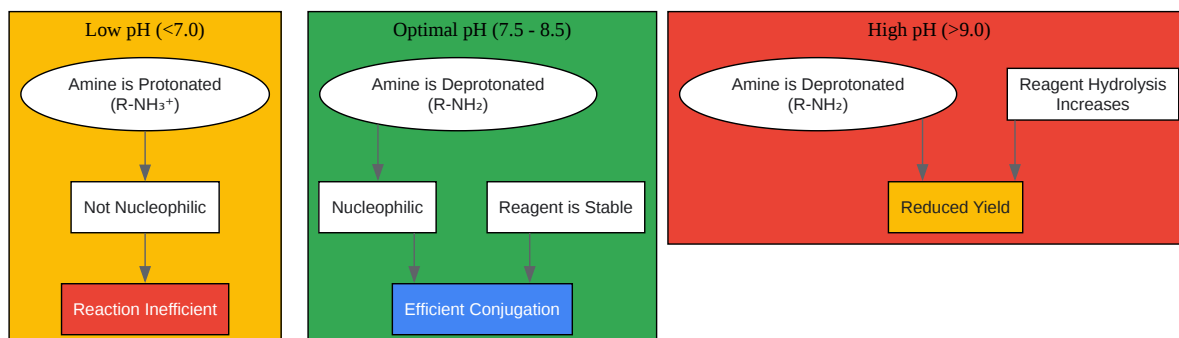 Low pH (<7.0)
Amine is Protonated
(R-NH₃⁺)
Not Nucleophilic
Reaction Inefficient
Optimal pH (7.5 - 8.5)
Amine is Deprotonated
(R-NH₂)
Nucleophilic
Reagent is Stable
Efficient Conjugation
High pH (>9.0)
Amine is Deprotonated
(R-NH₂)
Reagent Hydrolysis
Increases
Reduced Yield